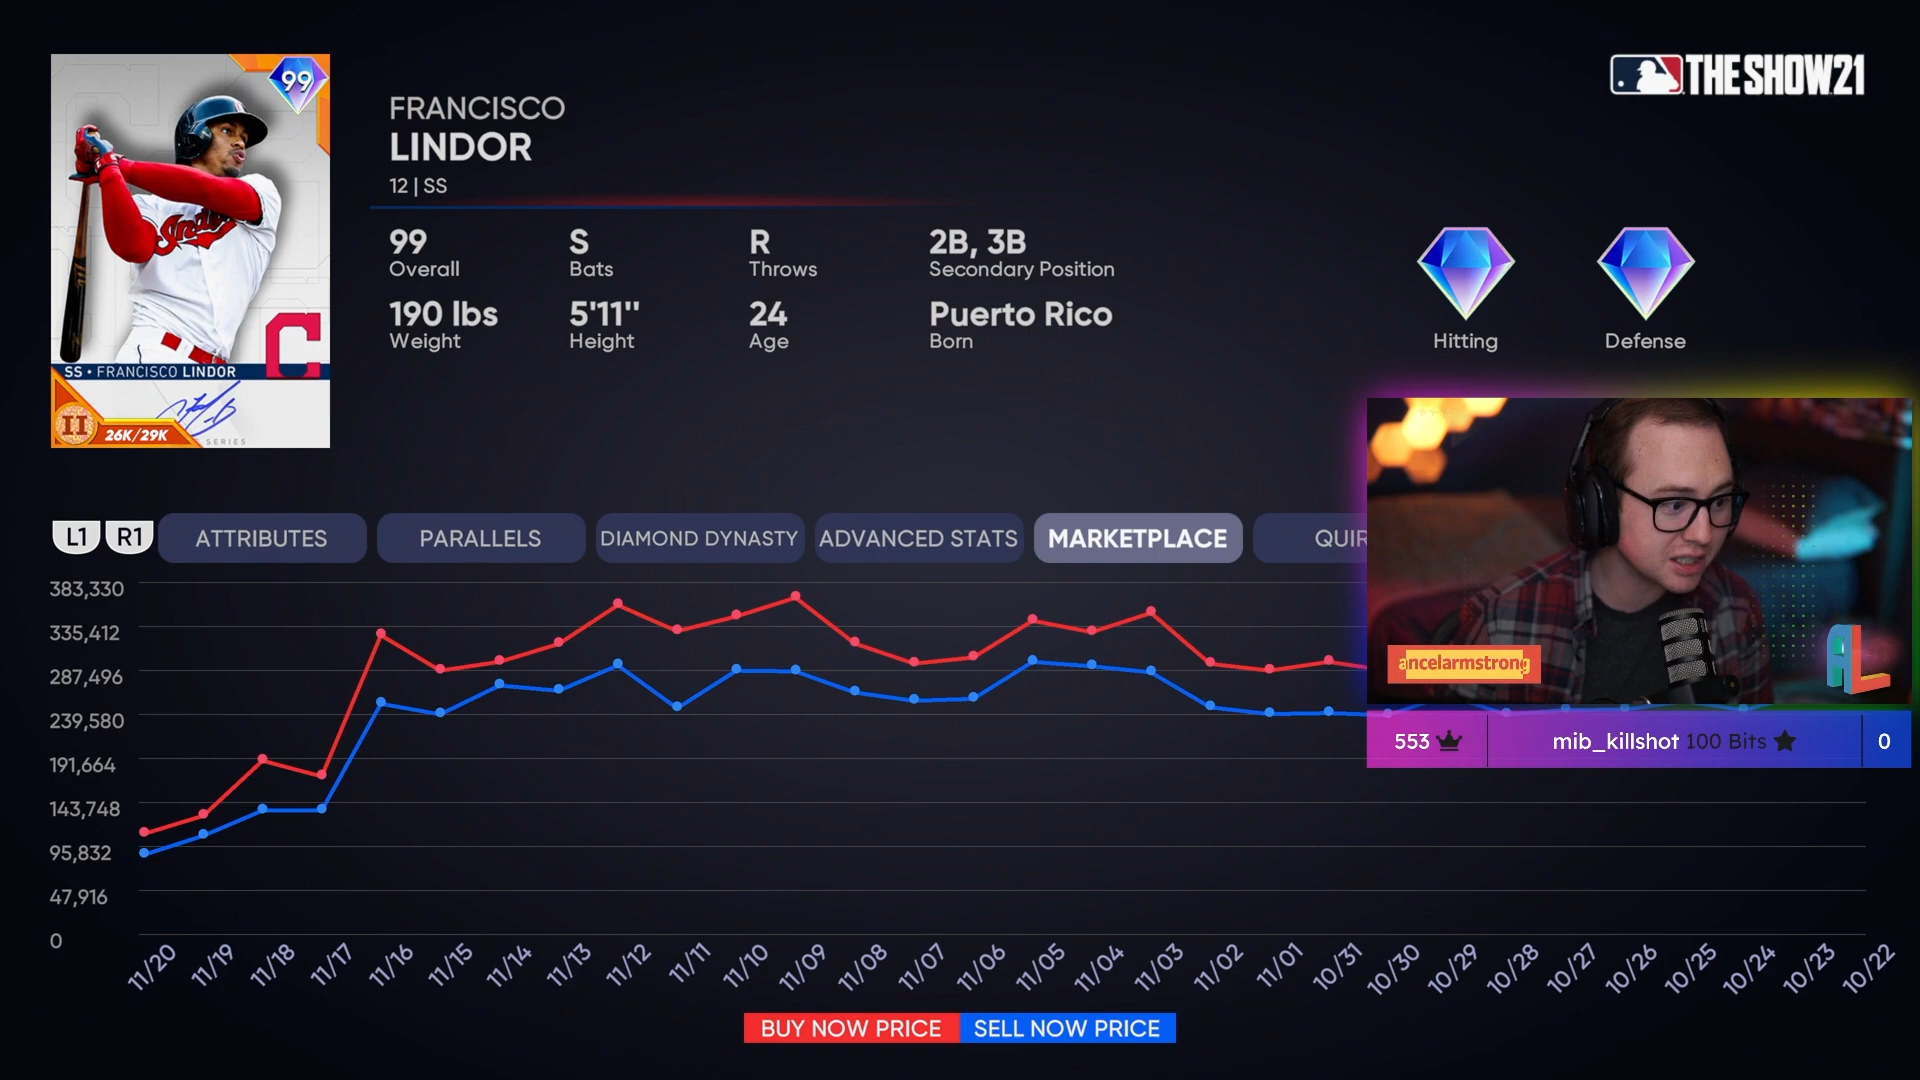 99
THE SHOW 21
FRANCISCO
LINDOR
12 | SS
99
Overall
S
Bats
R
Throws
2B, 3B
Secondary Position
190 lbs
Weight
5'11''
Height
24
Age
Puerto Rico
Born
Hitting
Defense
Indians
C
SS • FRANCISCO LINDOR
II
26K/29K
SERIES
L1
R1
ATTRIBUTES
PARALLELS
DIAMOND DYNASTY
ADVANCED STATS
MARKETPLACE
QUIR
383,330
335,412
287,496
239,580
191,664
143,748
95,832
47,916
0
ancelarmstrong
AL
553
mib_killshot 100 Bits
0
11/20
11/19
11/18
11/17
11/16
11/15
11/14
11/13
11/12
11/11
11/10
11/09
11/08
11/07
11/06
11/05
11/04
11/03
11/02
11/01
10/31
10/30
10/29
10/28
10/27
10/26
10/25
10/24
10/23
10/22
BUY NOW PRICE
SELL NOW PRICE